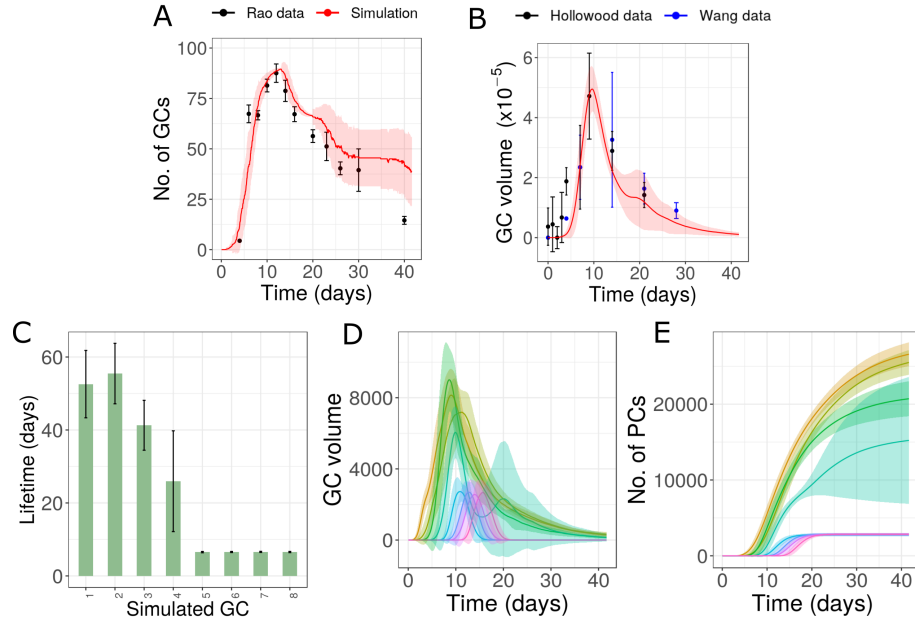 A
Rao data
Simulation
No. of GCs
100
75
50
25
0
0 10 20 30 40
Time (days)
B
Hollowood data
Wang data
GC volume (x10⁻⁵)
6
4
2
0
0 10 20 30 40
Time (days)
C
Lifetime (days)
60
40
20
0
1 2 3 4 5 6 7 8
Simulated GC
D
GC volume
8000
4000
0
0 10 20 30 40
Time (days)
E
No. of PCs
20000
10000
0
0 10 20 30 40
Time (days)